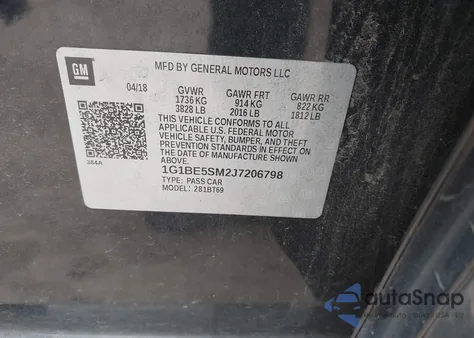 GM
MFD BY GENERAL MOTORS LLC
04/18 GVWR GAWR FRT GAWR RR
1736 KG 914 KG 822 KG
3828 LB 2016 LB 1812 LB
THIS VEHICLE CONFORMS TO ALL
APPLICABLE U.S. FEDERAL MOTOR
VEHICLE SAFETY, BUMPER, AND THEFT
PREVENTION STANDARDS IN EFFECT ON
THE DATE OF MANUFACTURE SHOWN ABOVE.
384A
1G1BE5SM2J7206798
TYPE: PASS CAR
MODEL: 281BT69
autoSnap